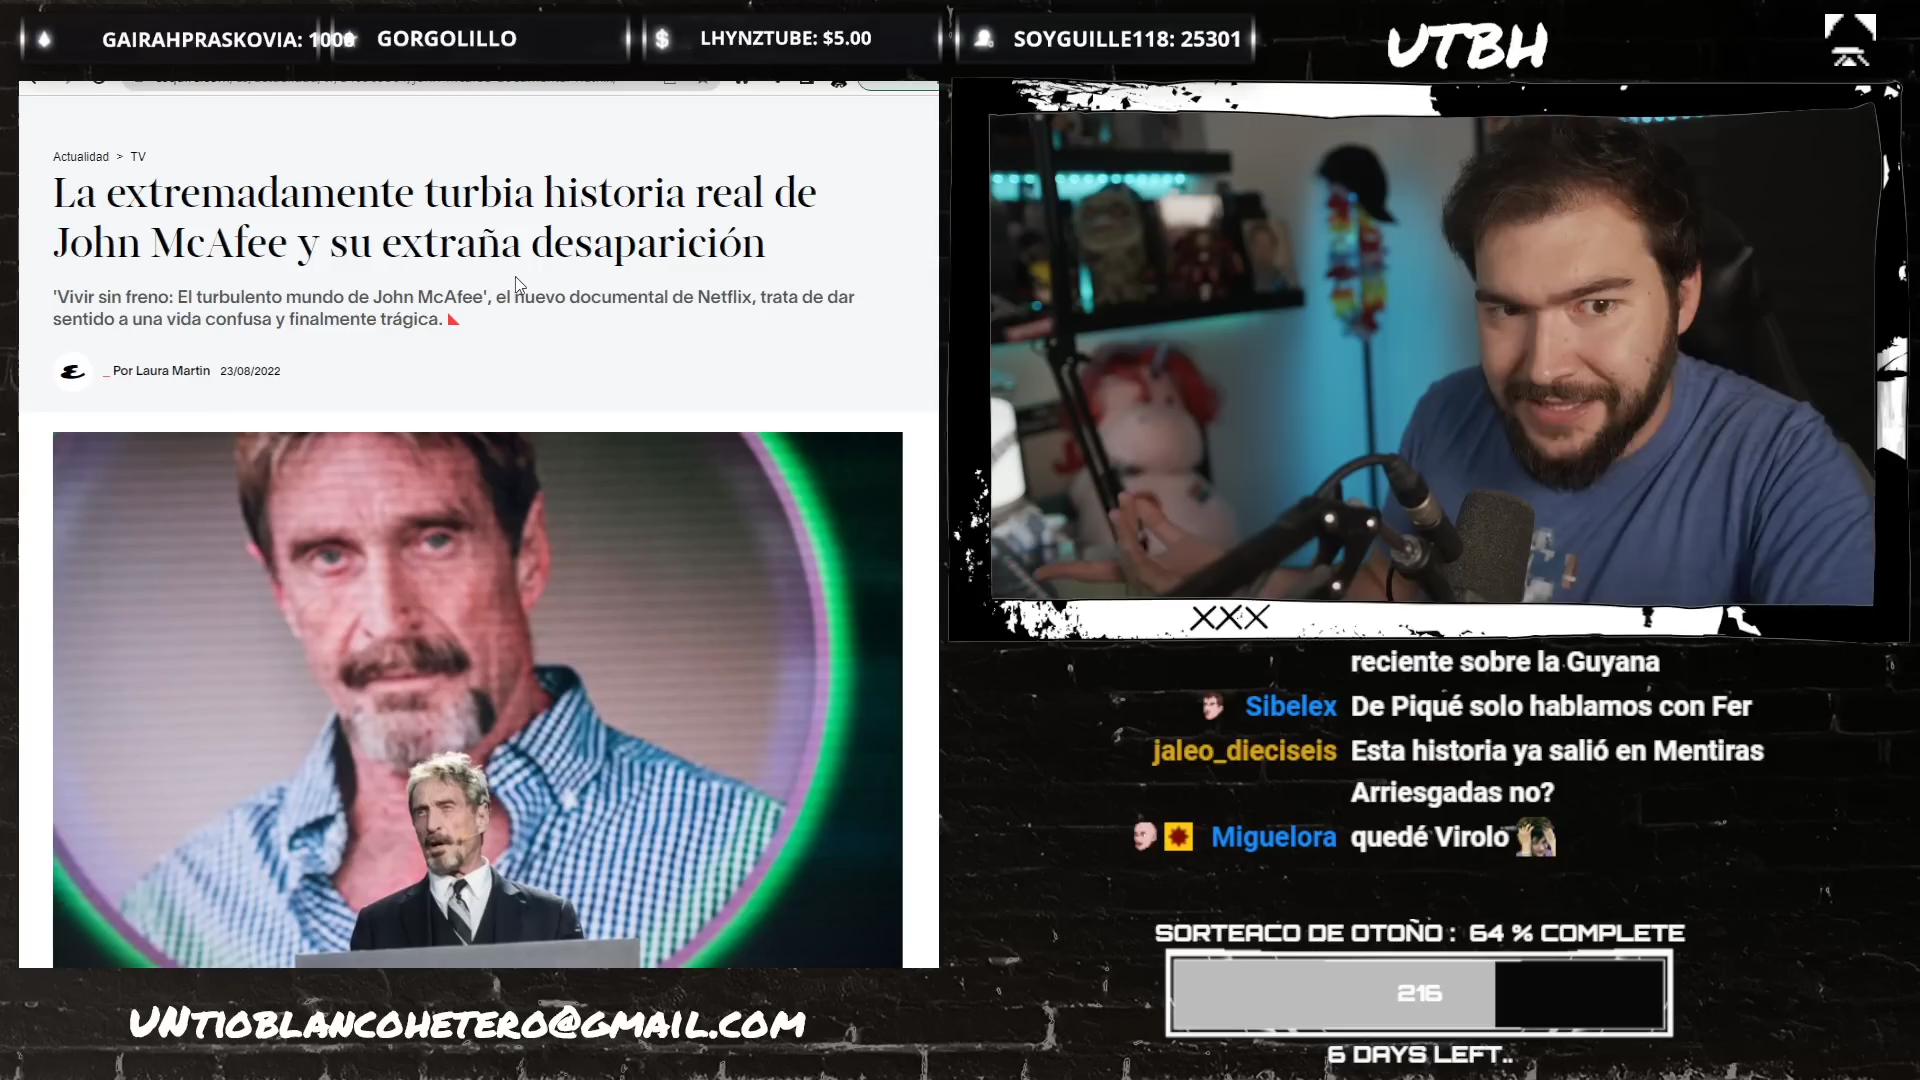 GAIRAHPRASKOVIA: 1000
GORGOLILLO
LHYNZTUBE: $5.00
SOYGUILLE118: 25301
UTBH
Actualidad > TV
La extremadamente turbia historia real de
John McAfee y su extraña desaparición
'Vivir sin freno: El turbulento mundo de John McAfee', el nuevo documental de Netflix, trata de dar
sentido a una vida confusa y finalmente trágica.
_ Por Laura Martin 23/08/2022
XXX
reciente sobre la Guyana
Sibelex De Piqué solo hablamos con Fer
jaleo_dieciseis Esta historia ya salió en Mentiras
Arriesgadas no?
Miguelora quedé Virolo
SORTEACO DE OTOÑO : 64 % COMPLETE
216
6 DAYS LEFT..
UNTIOBLANCOHETERO@GMAIL.COM